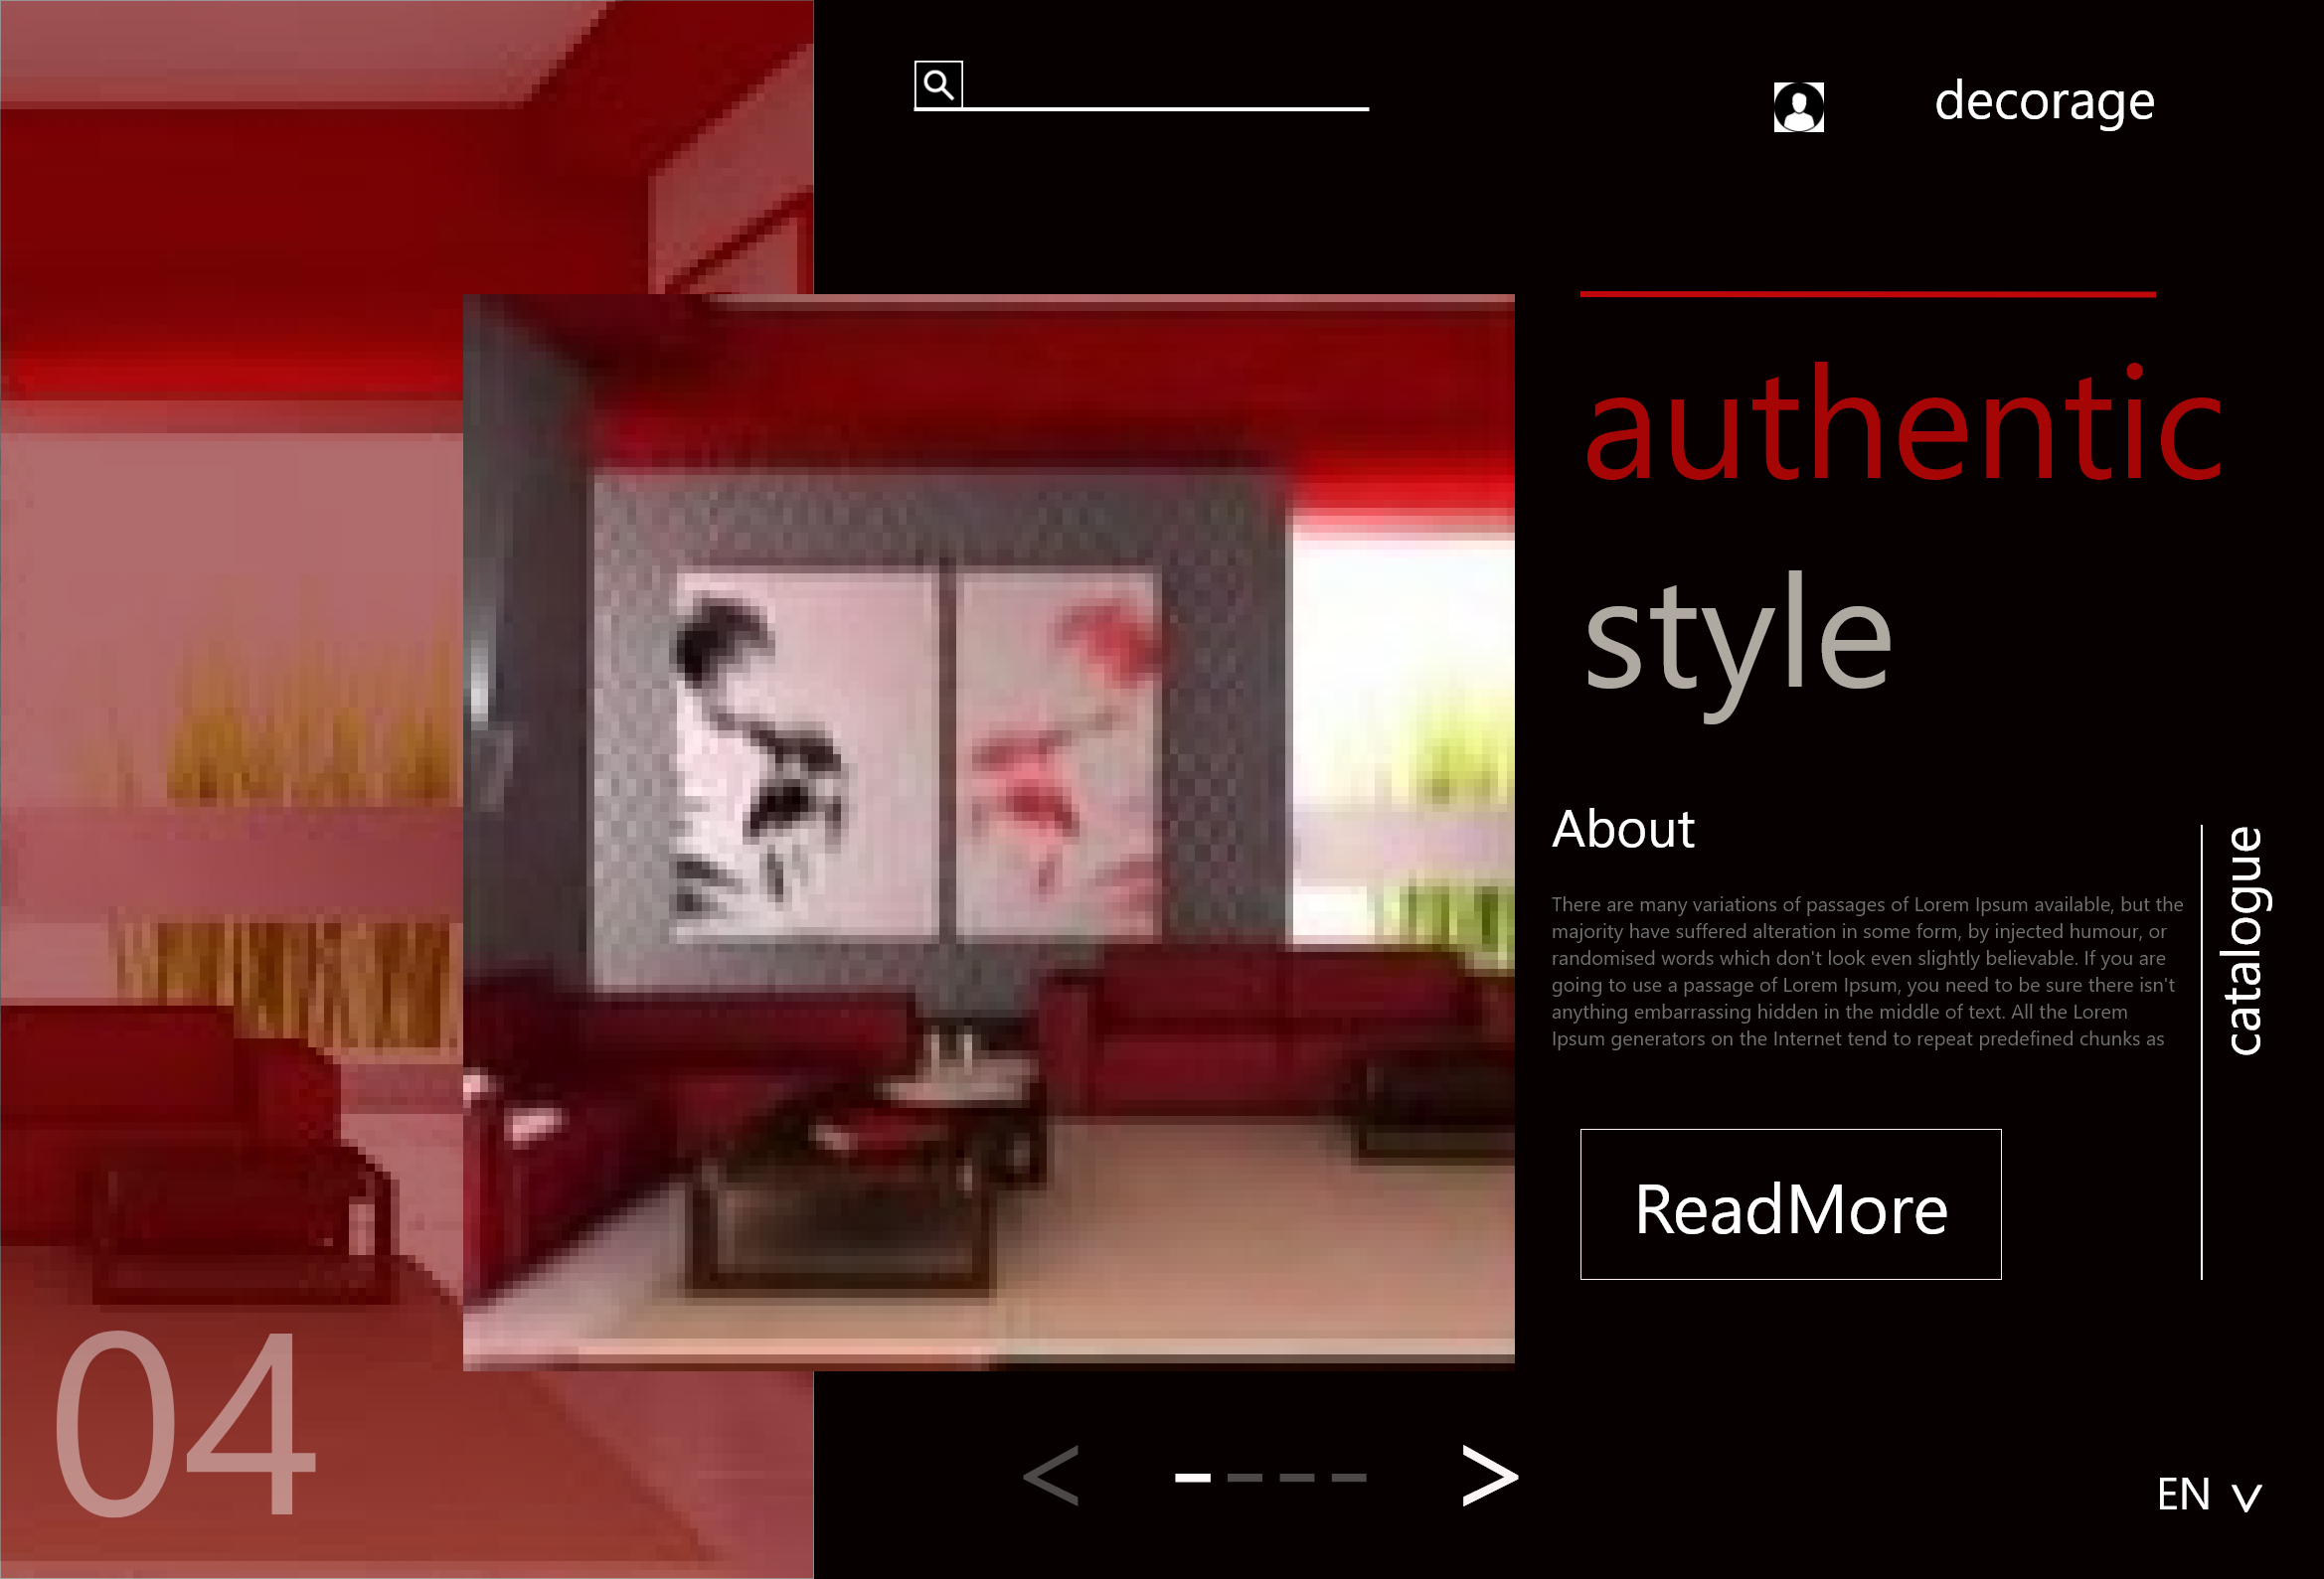 decorage
authentic
style
About
There are many variations of passages of Lorem Ipsum available, but the
majority have suffered alteration in some form, by injected humour, or
randomised words which don't look even slightly believable. If you are
going to use a passage of Lorem Ipsum, you need to be sure there isn't
anything embarrassing hidden in the middle of text. All the Lorem
Ipsum generators on the Internet tend to repeat predefined chunks as
catalogue
ReadMore
04
< >
EN